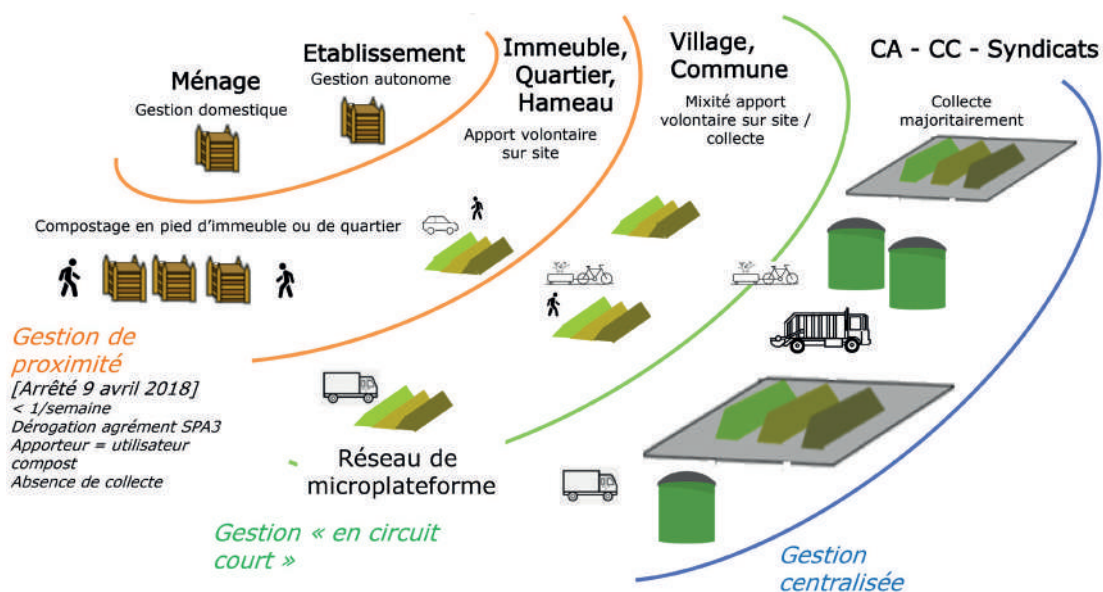 Ménage
Gestion domestique
Etablissement
Gestion autonome
Immeuble,
Quartier,
Hameau
Apport volontaire
sur site
Village,
Commune
Mixité apport
volontaire sur site /
collecte
CA - CC - Syndicats
Collecte
majoritairement
Compostage en pied d'immeuble ou de quartier
Gestion de
proximité
[Arrêté 9 avril 2018]
< 1/semaine
Dérogation agrément SPA3
Apporteur = utilisateur
compost
Absence de collecte
Réseau de
microplateforme
Gestion « en circuit
court »
Gestion
centralisée